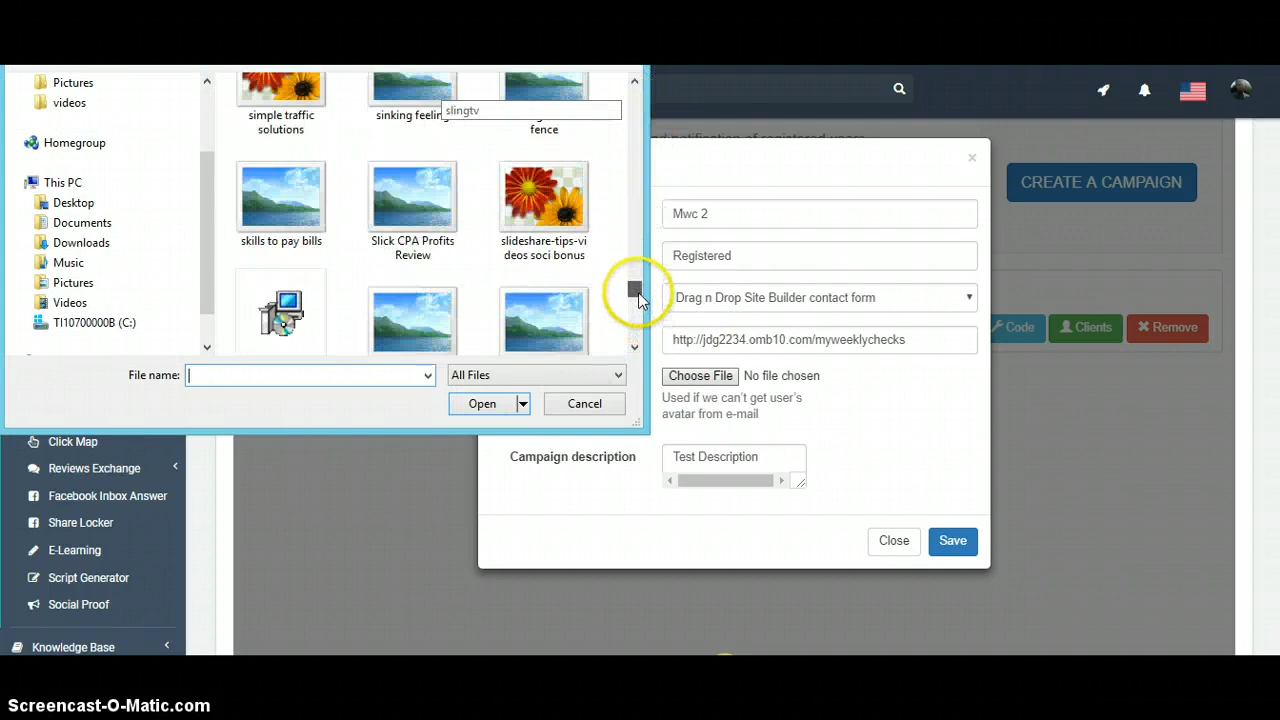 Pictures
videos
Homegroup
This PC
Desktop
Documents
Downloads
Music
Pictures
Videos
TI10700000B (C:)
simple traffic
solutions
sinking feeling
slingtv
fence
skills to pay bills
Slick CPA Profits
Review
slideshare-tips-vi
deos soci bonus
File name:
All Files
Open
Cancel
notification of registered users
CREATE A CAMPAIGN
×
Mwc 2
Registered
Drag n Drop Site Builder contact form
http://jdg2234.omb10.com/myweeklychecks
Choose File No file chosen
Used if we can't get user's
avatar from e-mail
Campaign description
Test Description
Close
Save
Code
Clients
Remove
Click Map
Reviews Exchange
Facebook Inbox Answer
Share Locker
E-Learning
Script Generator
Social Proof
Knowledge Base
Screencast-O-Matic.com